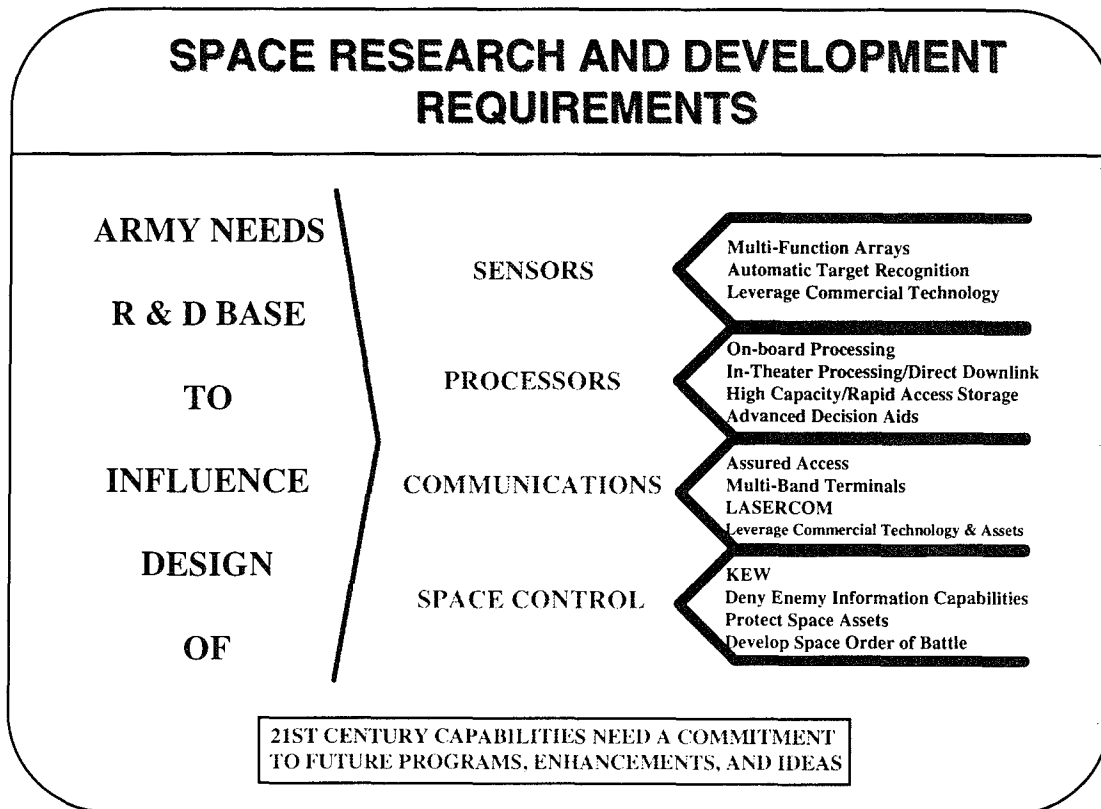 SPACE RESEARCH AND DEVELOPMENT
REQUIREMENTS
ARMY NEEDS
R & D BASE
TO
INFLUENCE
DESIGN
OF
SENSORS
Multi-Function Arrays
Automatic Target Recognition
Leverage Commercial Technology
PROCESSORS
On-board Processing
In-Theater Processing/Direct Downlink
High Capacity/Rapid Access Storage
Advanced Decision Aids
COMMUNICATIONS
Assured Access
Multi-Band Terminals
LASERCOM
Leverage Commercial Technology & Assets
SPACE CONTROL
KEW
Deny Enemy Information Capabilities
Protect Space Assets
Develop Space Order of Battle
21ST CENTURY CAPABILITIES NEED A COMMITMENT
TO FUTURE PROGRAMS, ENHANCEMENTS, AND IDEAS